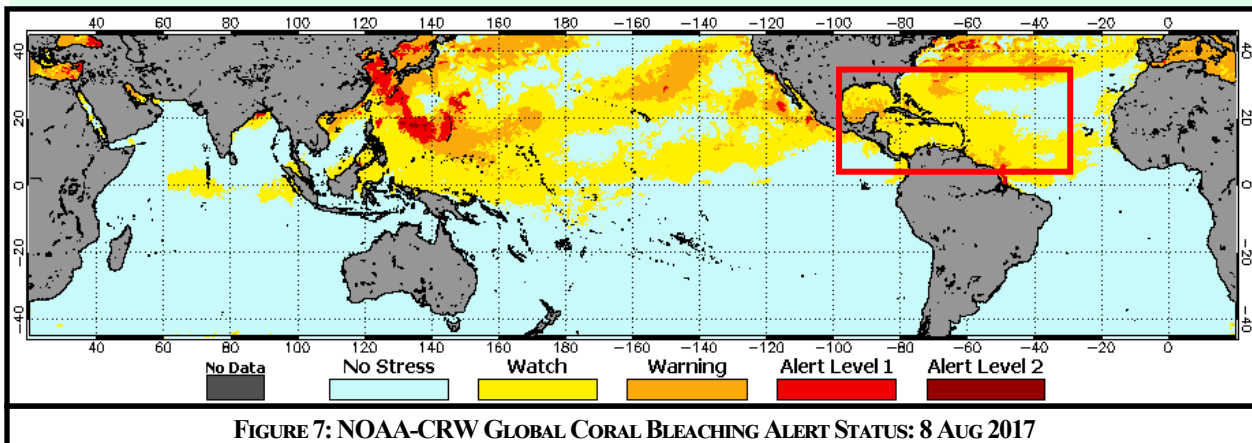 40
20
0
−20
−40
40
20
0
−20
−40
40 60 80 100 120 140 160 180 −160 −140 −120 −100 −80 −60 −40 −20 0
40 60 80 100 120 140 160 180 −160 −140 −120 −100 −80 −60 −40 −20 0
No Data No Stress Watch Warning Alert Level 1 Alert Level 2
FIGURE 7: NOAA-CRW GLOBAL CORAL BLEACHING ALERT STATUS: 8 AUG 2017